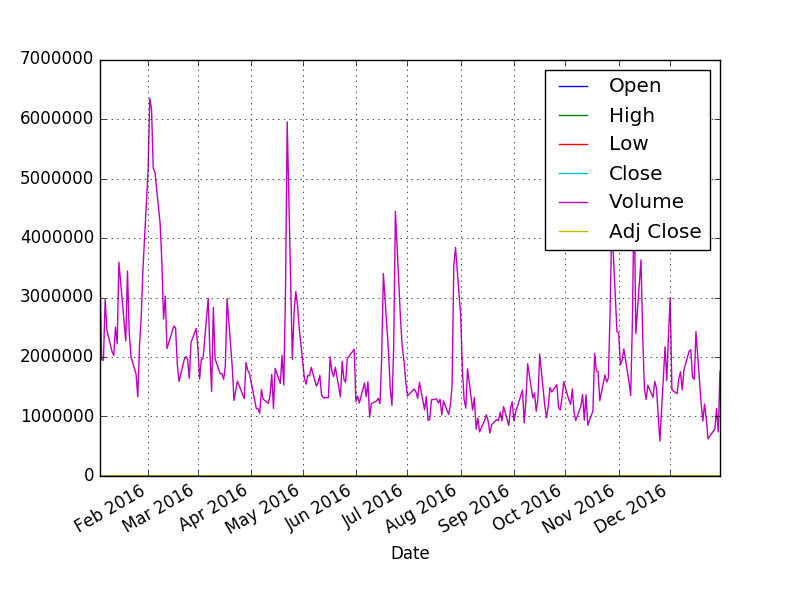 7000000
6000000
5000000
4000000
3000000
2000000
1000000
0
Open
High
Low
Close
Volume
Adj Close
Feb 2016
Mar 2016
Apr 2016
May 2016
Jun 2016
Jul 2016
Aug 2016
Sep 2016
Oct 2016
Nov 2016
Dec 2016
Date